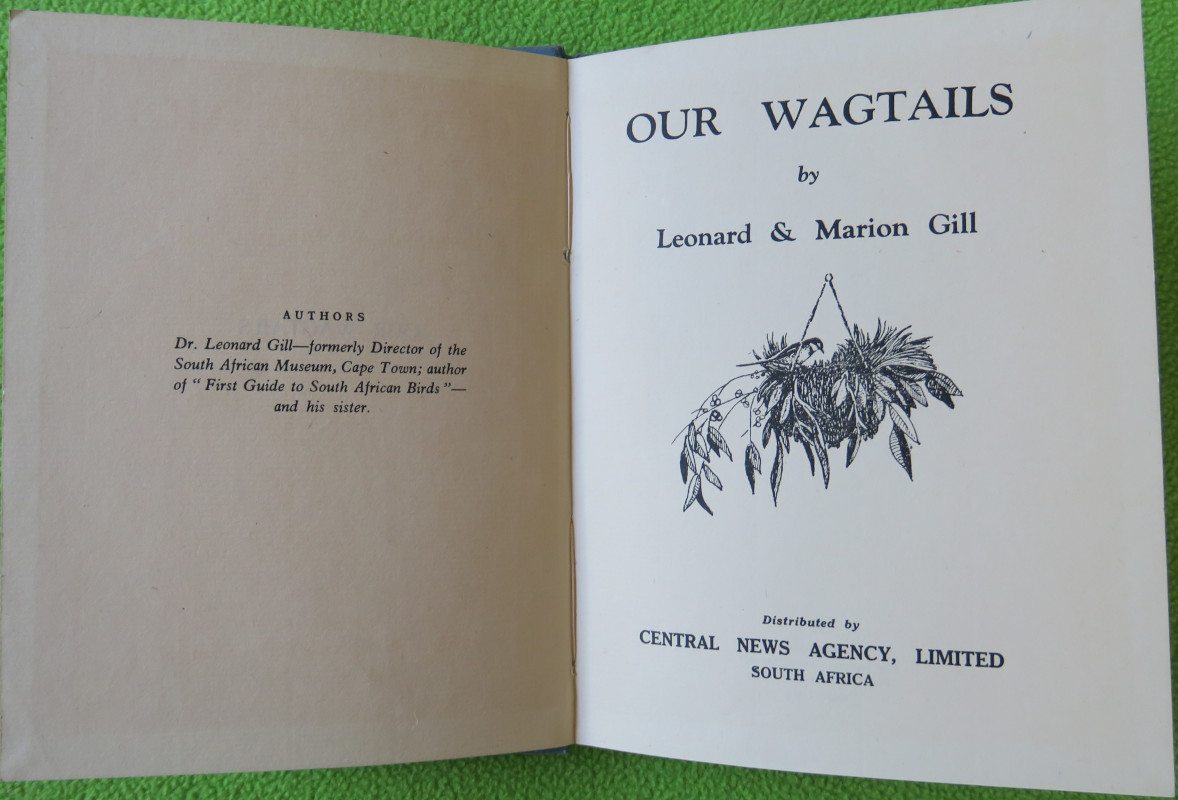 AUTHORS
Dr. Leonard Gill—formerly Director of the
South African Museum, Cape Town; author
of “ First Guide to South African Birds ”—
and his sister.
OUR WAGTAILS
by
Leonard & Marion Gill
Distributed by
CENTRAL NEWS AGENCY, LIMITED
SOUTH AFRICA